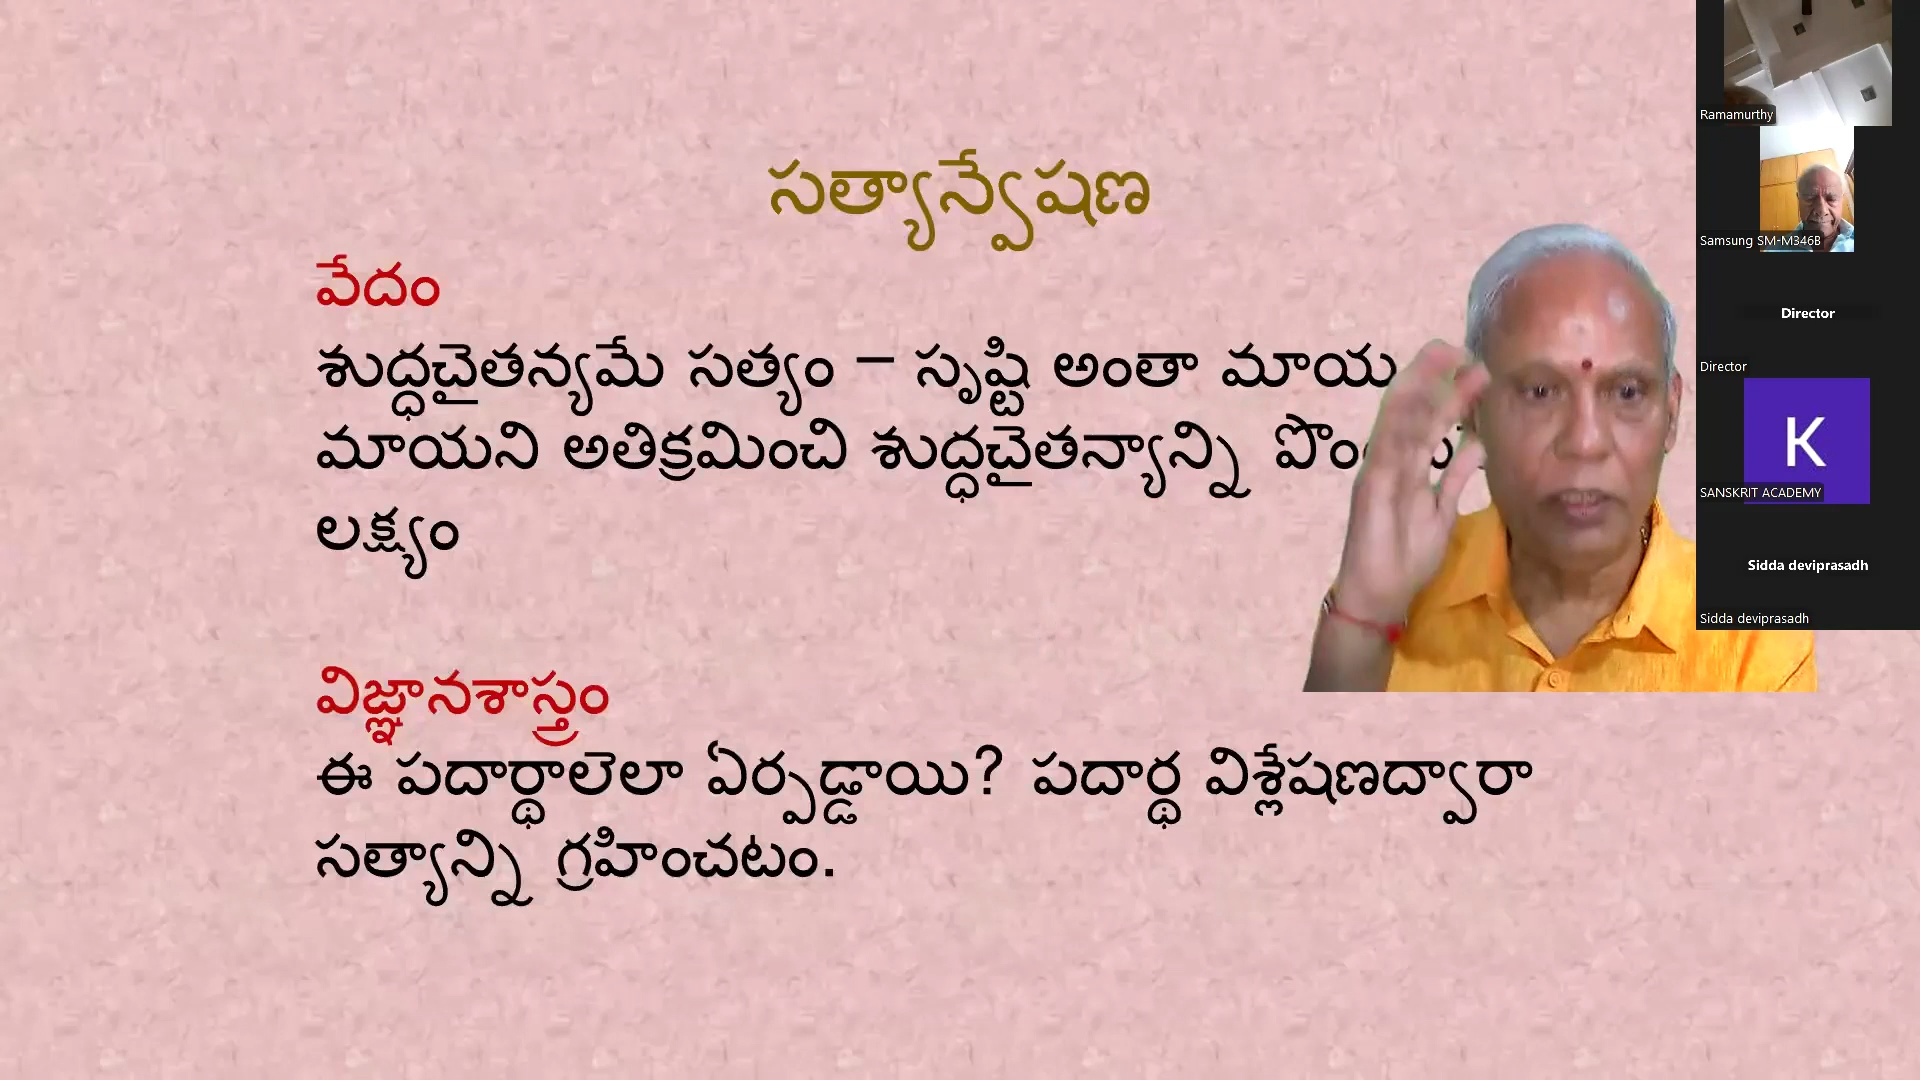 సత్యాన్వేషణ
వేదం
శుద్ధచైతన్యమే సత్యం – సృష్టి అంతా మాయ
మాయని అతిక్రమించి శుద్ధచైతన్యాన్ని
లక్ష్యం
విజ్ఞానశాస్త్రం
ఈ పదార్థాలెలా ఏర్పడ్డాయి? పదార్థ విశ్లేషణద్వారా
సత్యాన్ని గ్రహించటం.
Ramamurthy
Samsung SM-M346B
Director
Director
K
SANSKRIT ACADEMY
Sidda deviprasadh
Sidda deviprasadh